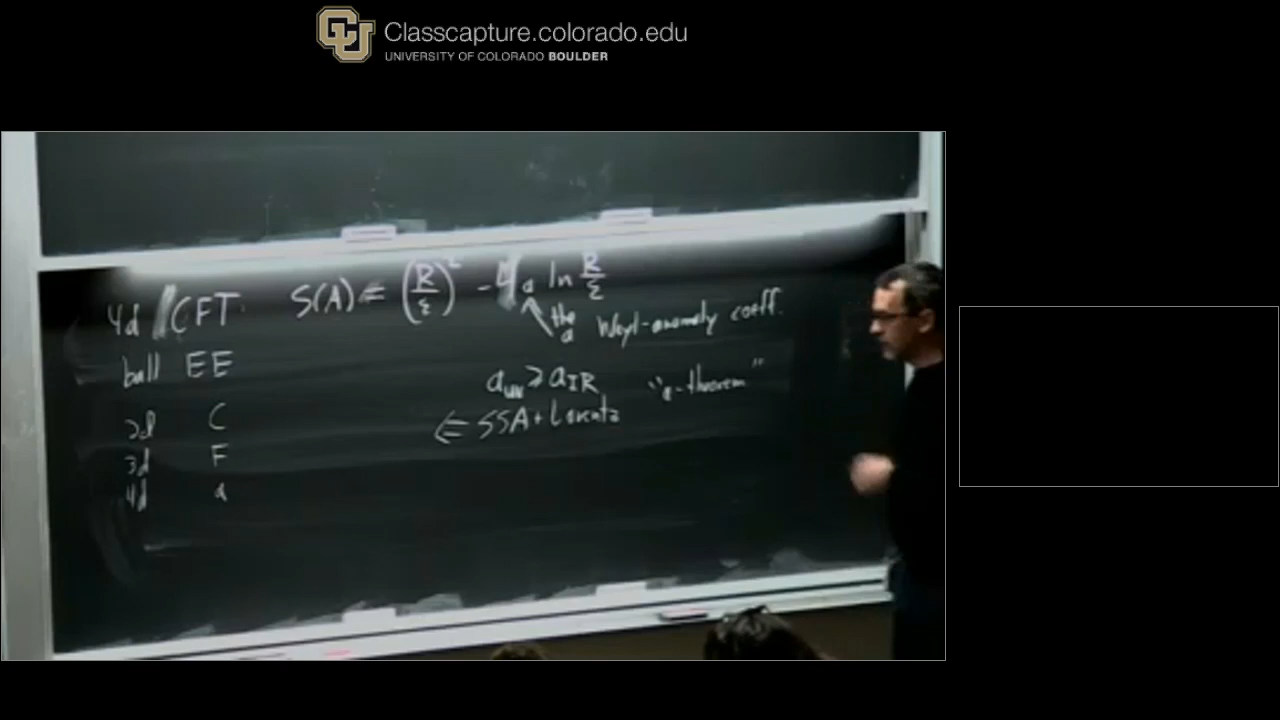 CU Classcapture.colorado.edu
UNIVERSITY OF COLORADO BOULDER
4d CFT S(A) = (R/ε)² - 4a ln R/ε
the a Weyl-anomaly coeff.
ball EE
a_UV ≥ a_IR "a-theorem"
⇐ SSA + Lorentz
2d C
3d F
4d a